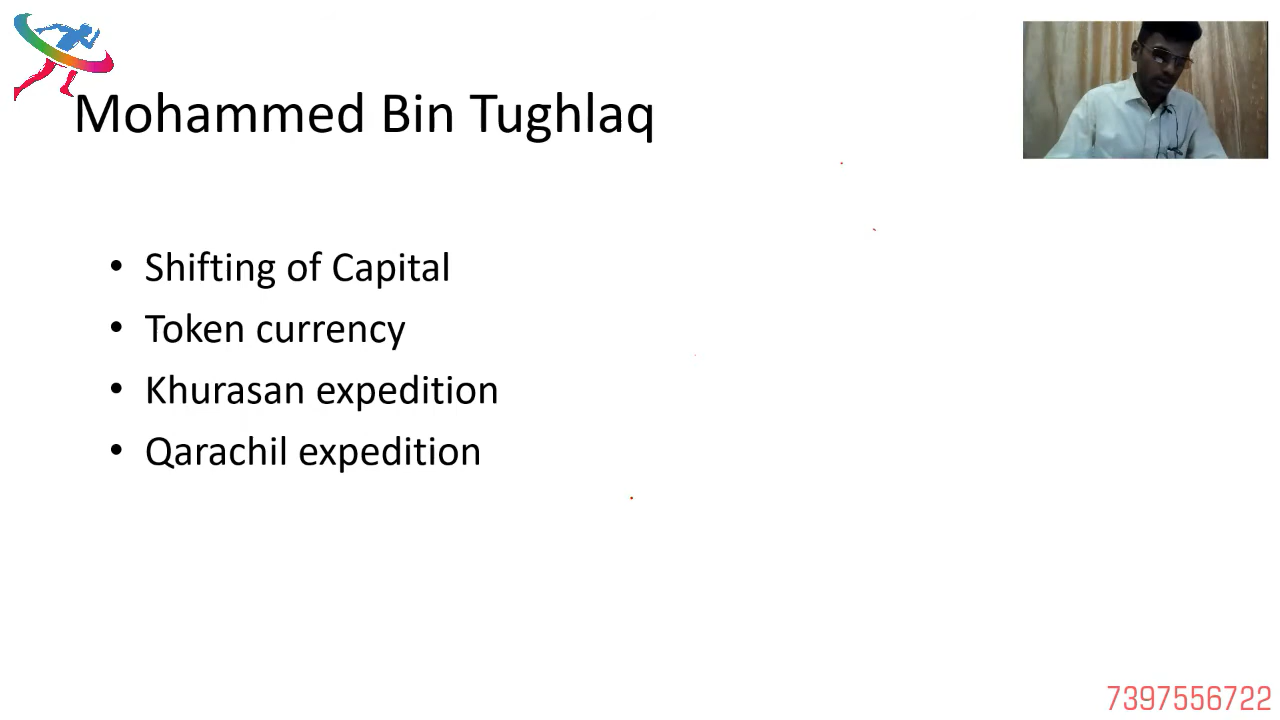 Mohammed Bin Tughlaq
• Shifting of Capital
• Token currency
• Khurasan expedition
• Qarachil expedition
7397556722